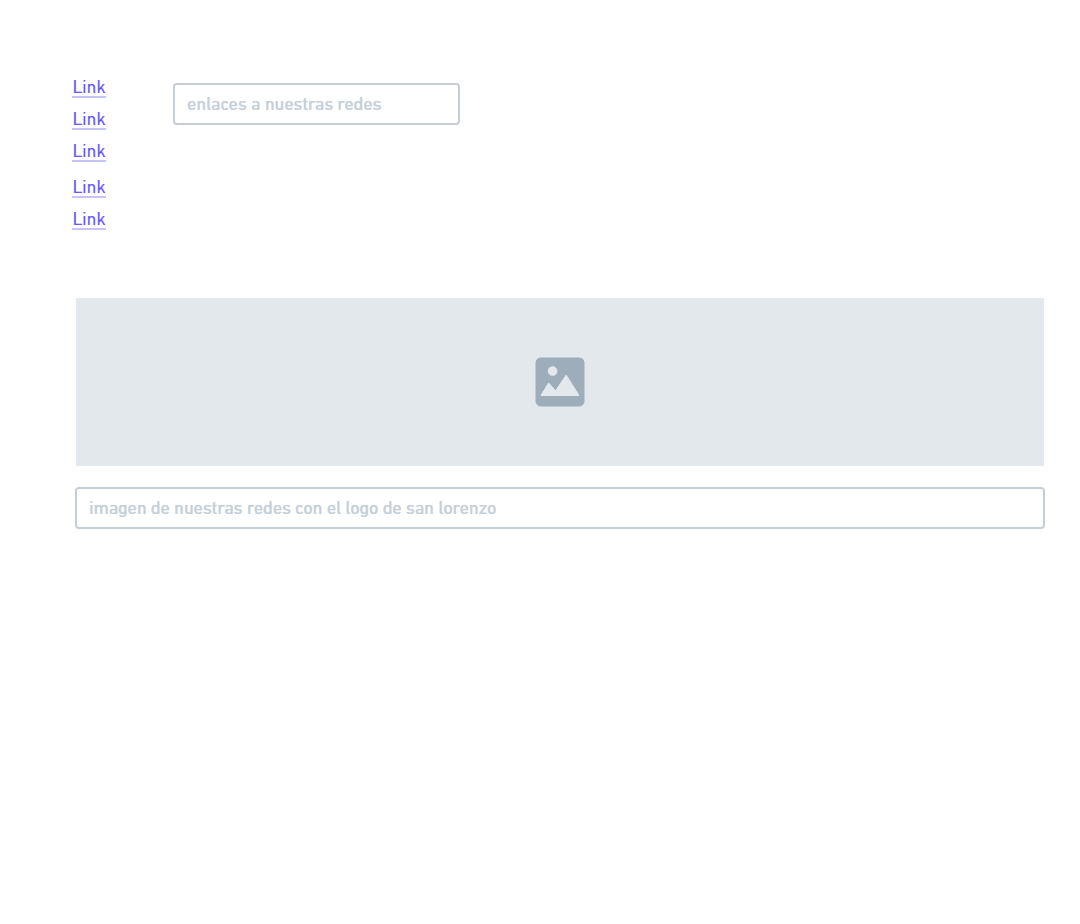 Link
enlaces a nuestras redes
Link
Link
Link
Link
imagen de nuestras redes con el logo de san lorenzo